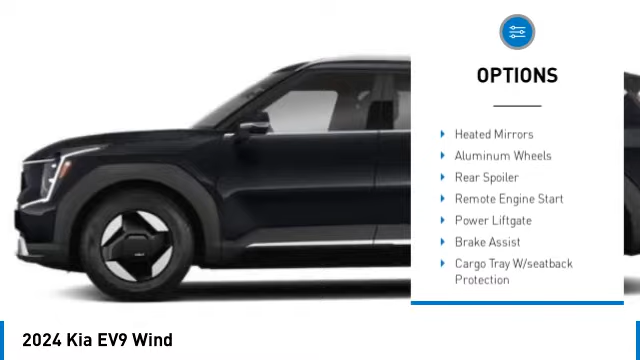 OPTIONS
Heated Mirrors
Aluminum Wheels
Rear Spoiler
Remote Engine Start
Power Liftgate
Brake Assist
Cargo Tray W/seatback
Protection
2024 Kia EV9 Wind